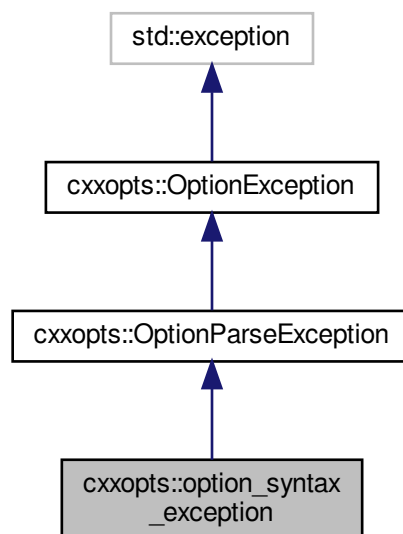 std::exception
cxxopts::OptionException
cxxopts::OptionParseException
cxxopts::option_syntax
_exception